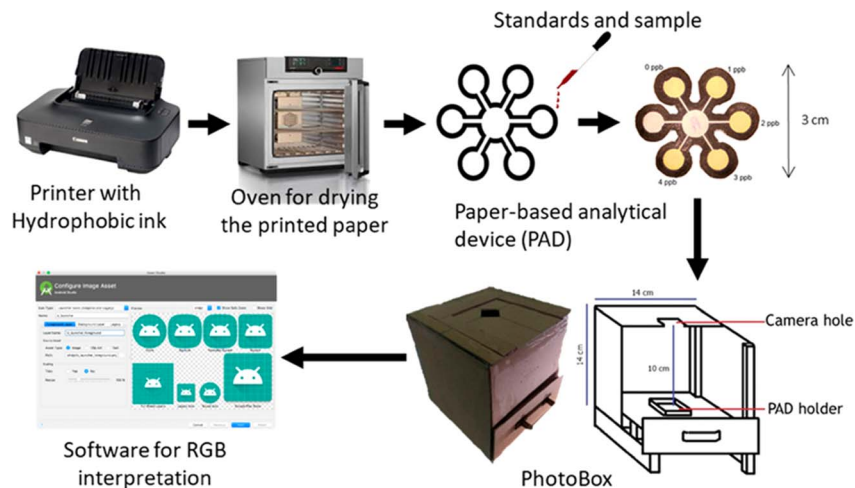 Standards and sample
0 ppb
1 ppb
2 ppb
3 cm
4 ppb
3 ppb
Canon
Printer with
Hydrophobic ink
Oven for drying
the printed paper
Paper-based analytical
device (PAD)
Configure Image Asset
14 cm
Camera hole
14 cm
10 cm
PAD holder
Software for RGB
interpretation
PhotoBox